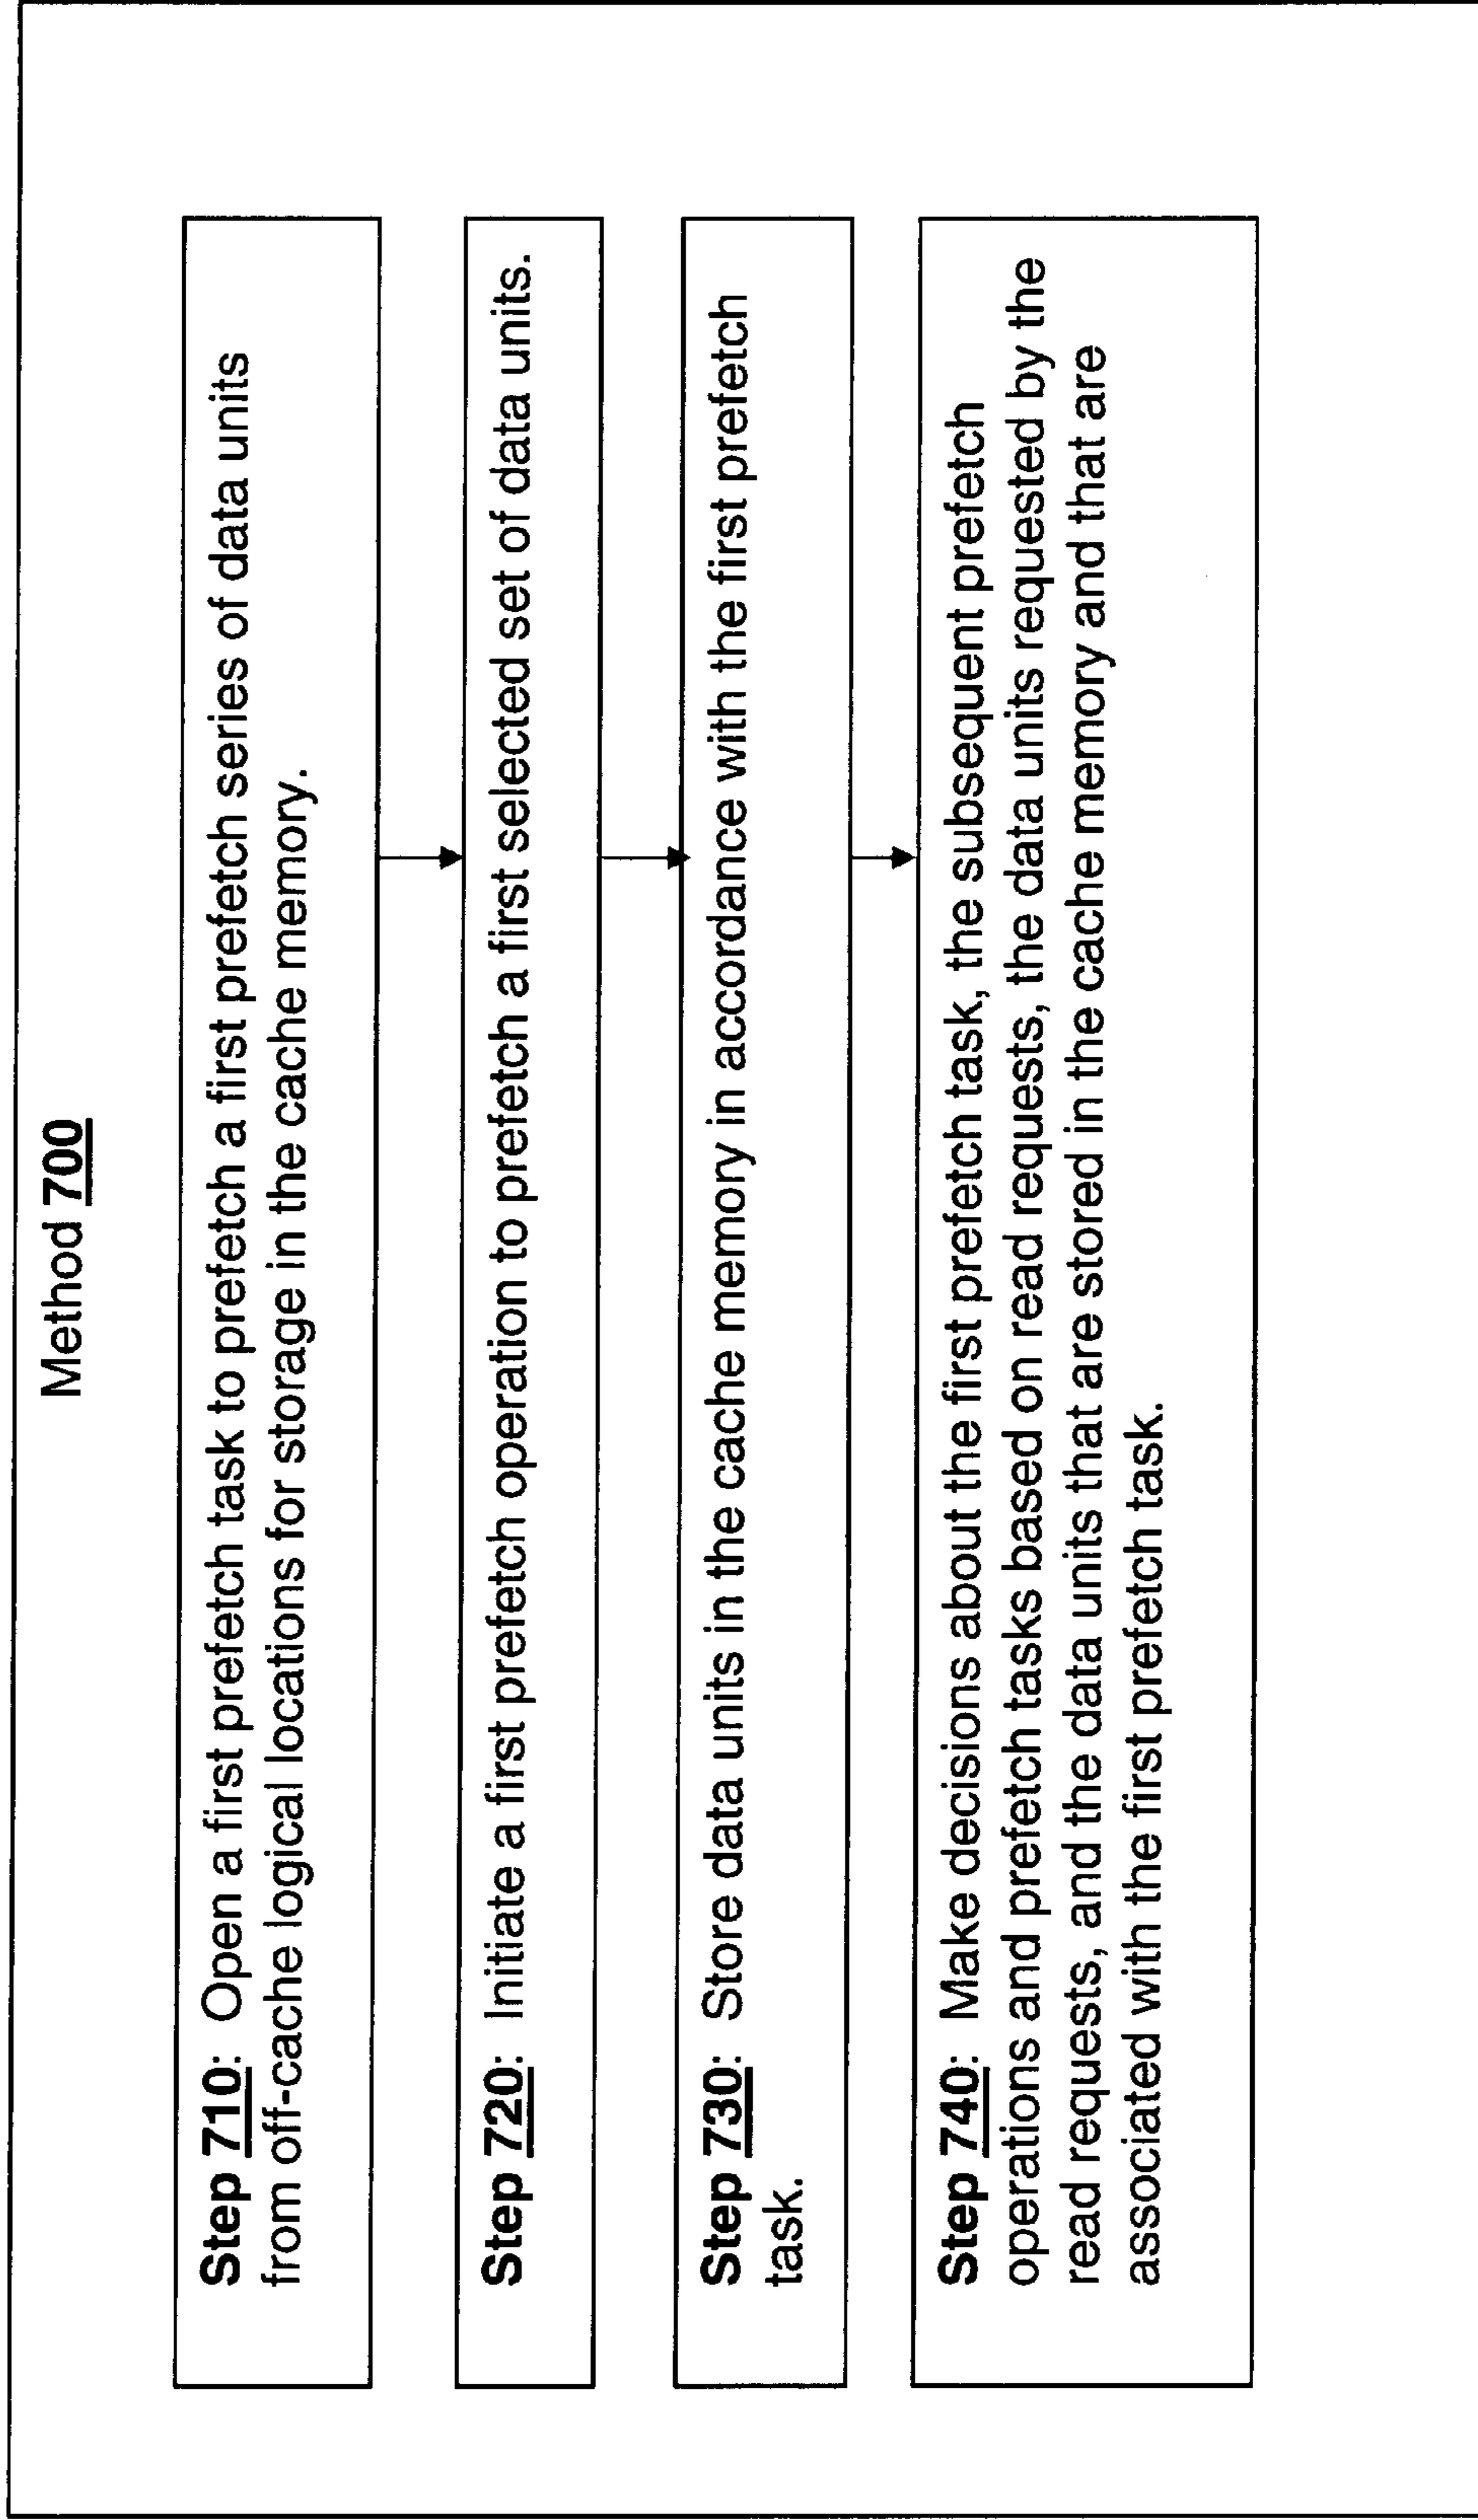 Method 700
Step 710: Open a first prefetch task to prefetch a first prefetch series of data units
from off-cache logical locations for storage in the cache memory.
Step 720: Initiate a first prefetch operation to prefetch a first selected set of data units.
Step 730: Store data units in the cache memory in accordance with the first prefetch
task.
Step 740: Make decisions about the first prefetch task, the subsequent prefetch
operations and prefetch tasks based on read requests, the data units requested by the
read requests, and the data units that are stored in the cache memory and that are
associated with the first prefetch task.